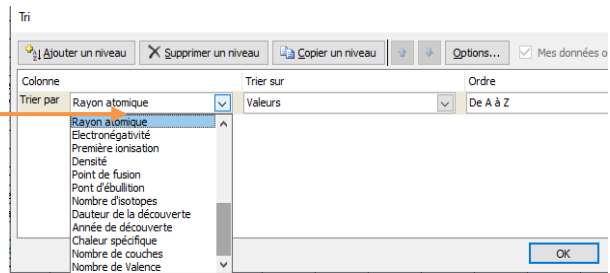 Tri
Ajouter un niveau Supprimer un niveau Copier un niveau Options... Mes données o
Colonne Trier sur Ordre
Trier par Rayon atomique Valeurs De A à Z
Rayon atomique
Electronégativité
Première ionisation
Densité
Point de fusion
Pont d'ébullition
Nombre d'isotopes
Dauteur de la découverte
Année de découverte
Chaleur spécifique
Nombre de couches
Nombre de Valence
OK